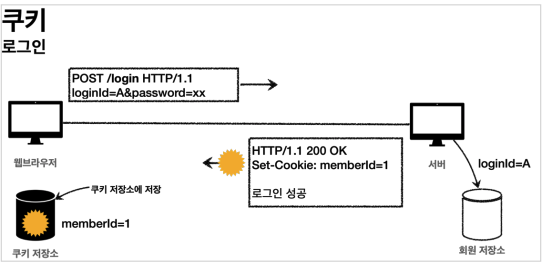 쿠키
로그인
POST /login HTTP/1.1
loginId=A&password=xx
웹브라우저
서버
HTTP/1.1 200 OK
Set-Cookie: memberId=1
로그인 성공
loginId=A
쿠키 저장소에 저장
memberId=1
쿠키 저장소
회원 저장소